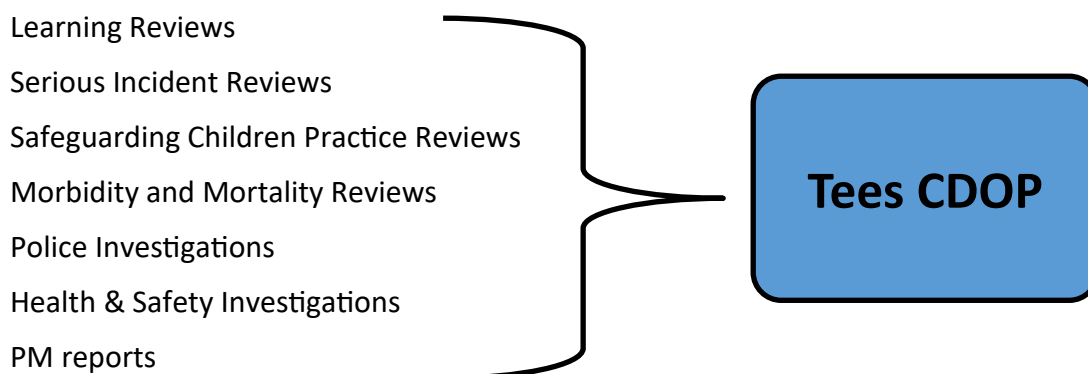 Learning Reviews
Serious Incident Reviews
Safeguarding Children Practice Reviews
Morbidity and Mortality Reviews
Police Investigations
Health & Safety Investigations
PM reports
Tees CDOP